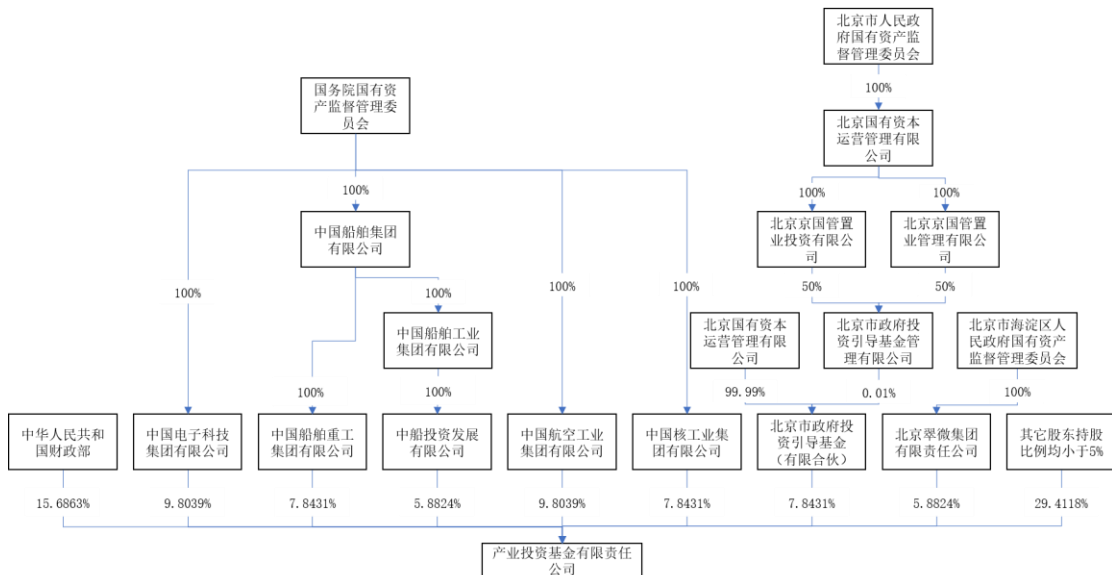 北京市人民政
府国有资产监
督管理委员会
100%
国务院国有资
产监督管理委
员会
北京国有资本
运营管理有限
公司
100%
100%
100%
中国船舶集团
有限公司
北京京国管置
业投资有限公
司
北京京国管置
业管理有限公
司
100%
100%
100%
100%
50%
50%
中国船舶工业
集团有限公司
北京国有资本
运营管理有限
公司
北京市政府投
资引导基金管
理有限公司
北京市海淀区人
民政府国有资产
监督管理委员会
100%
100%
99.99%
0.01%
100%
中华人民共和
国财政部
中国电子科技
集团有限公司
中国船舶重工
集团有限公司
中船投资发展
有限公司
中国航空工业
集团有限公司
中国核工业集
团有限公司
北京市政府投
资引导基金
（有限合伙）
北京翠微集团
有限责任公司
其它股东持股
比例均小于5%
15.6863%
9.8039%
7.8431%
5.8824%
9.8039%
7.8431%
7.8431%
5.8824%
29.4118%
产业投资基金有限责任
公司